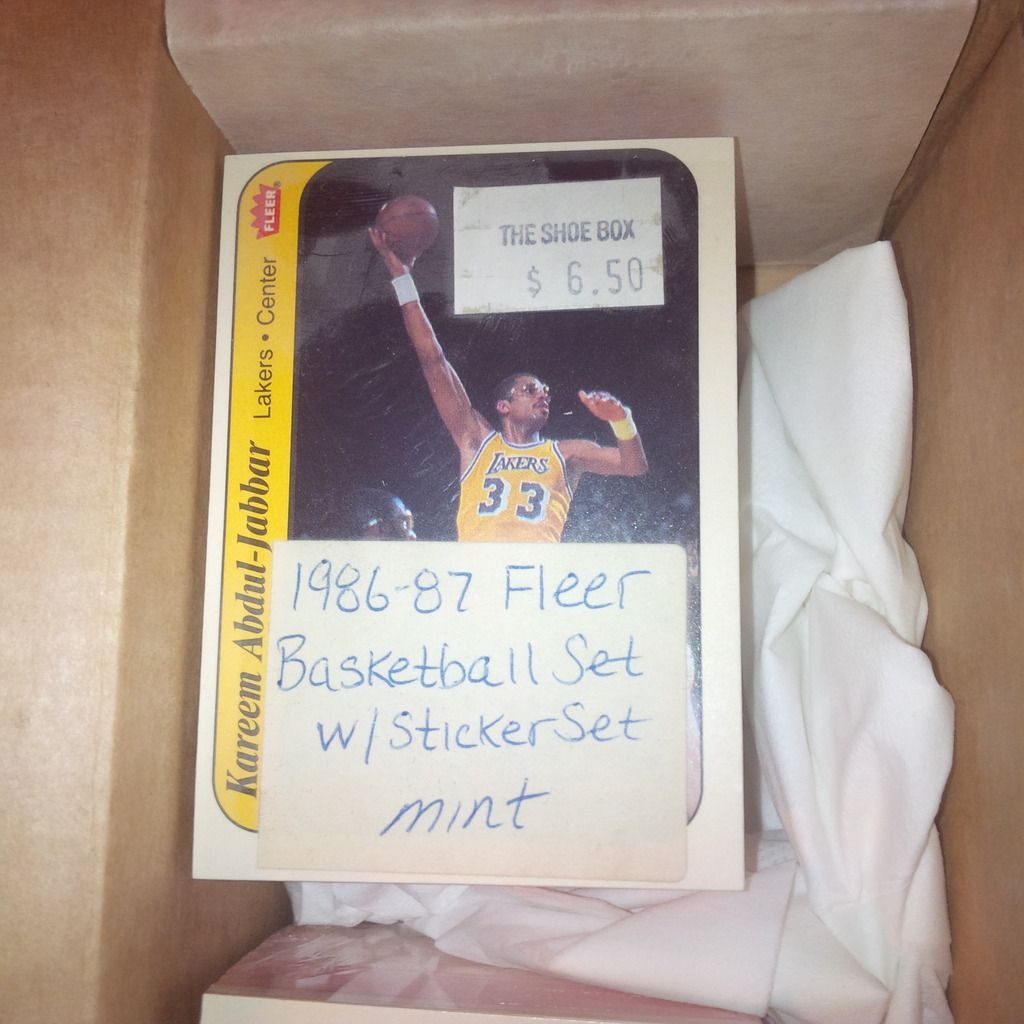 FLEER®
Kareem Abdul-Jabbar Lakers • Center
THE SHOE BOX
$ 6.50
LAKERS
33
1986-87 Fleer
Basketball Set
w/Sticker Set
mint